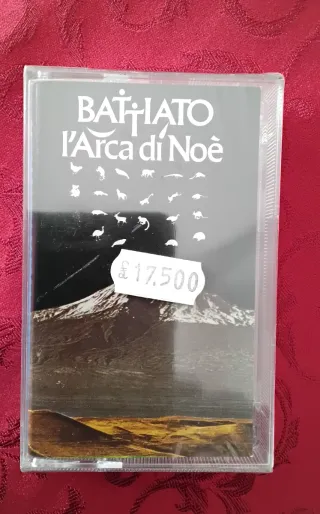 BATTIATO
l'Arca di Noè
17.500